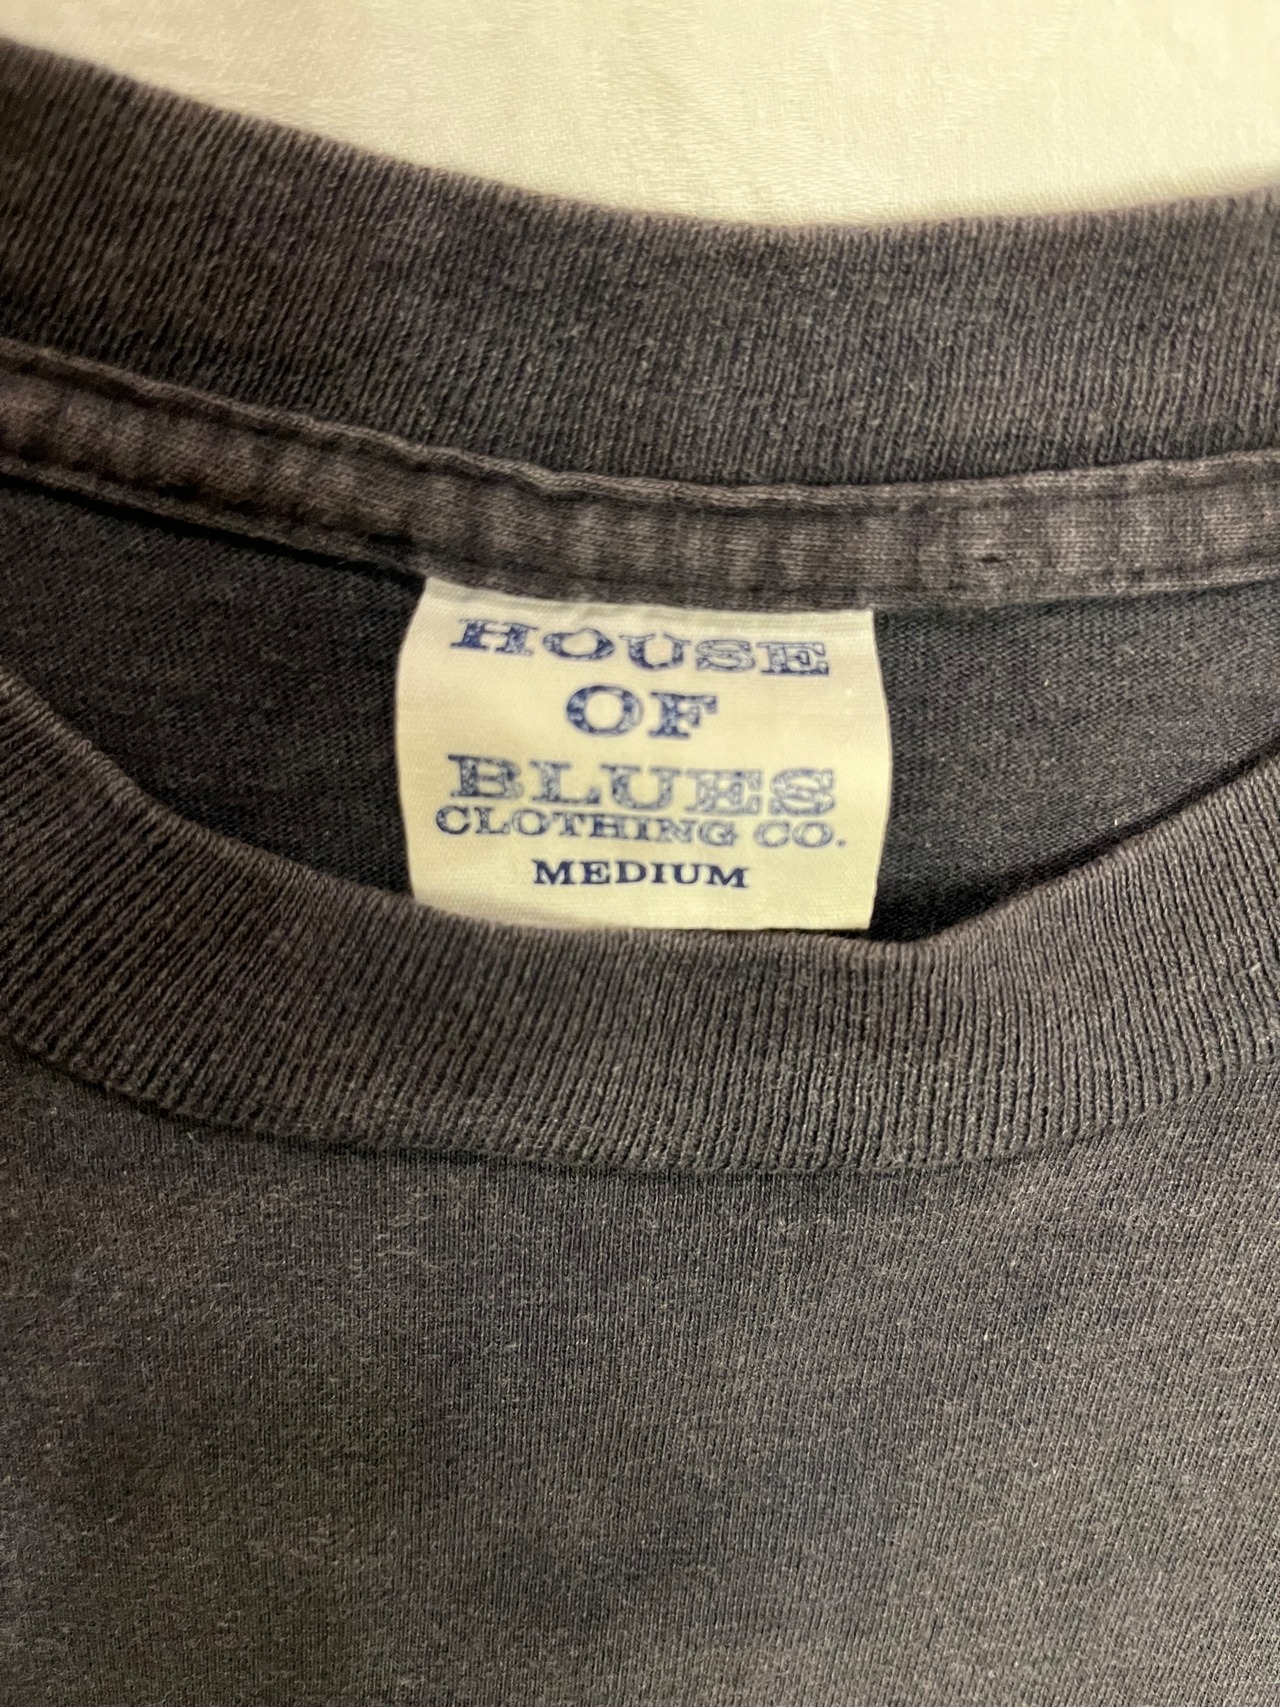 HOUSE
OF
BLUES
CLOTHING CO.
MEDIUM